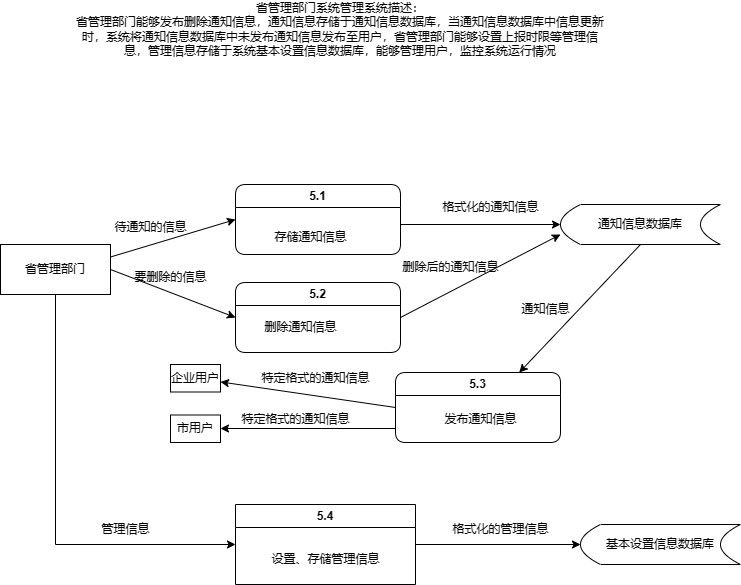 省管理部门系统管理系统描述：
省管理部门能够发布删除通知信息，通知信息存储于通知信息数据库，当通知信息数据库中信息更新
时，系统将通知信息数据库中未发布通知信息发布至用户，省管理部门能够设置上报时限等管理信
息，管理信息存储于系统基本设置信息数据库，能够管理用户，监控系统运行情况
5.1
格式化的通知信息
待通知的信息
存储通知信息
通知信息数据库
省管理部门
要删除的信息
删除后的通知信息
5.2
删除通知信息
通知信息
企业用户
特定格式的通知信息
5.3
市用户
特定格式的通知信息
发布通知信息
5.4
管理信息
格式化的管理信息
设置、存储管理信息
基本设置信息数据库